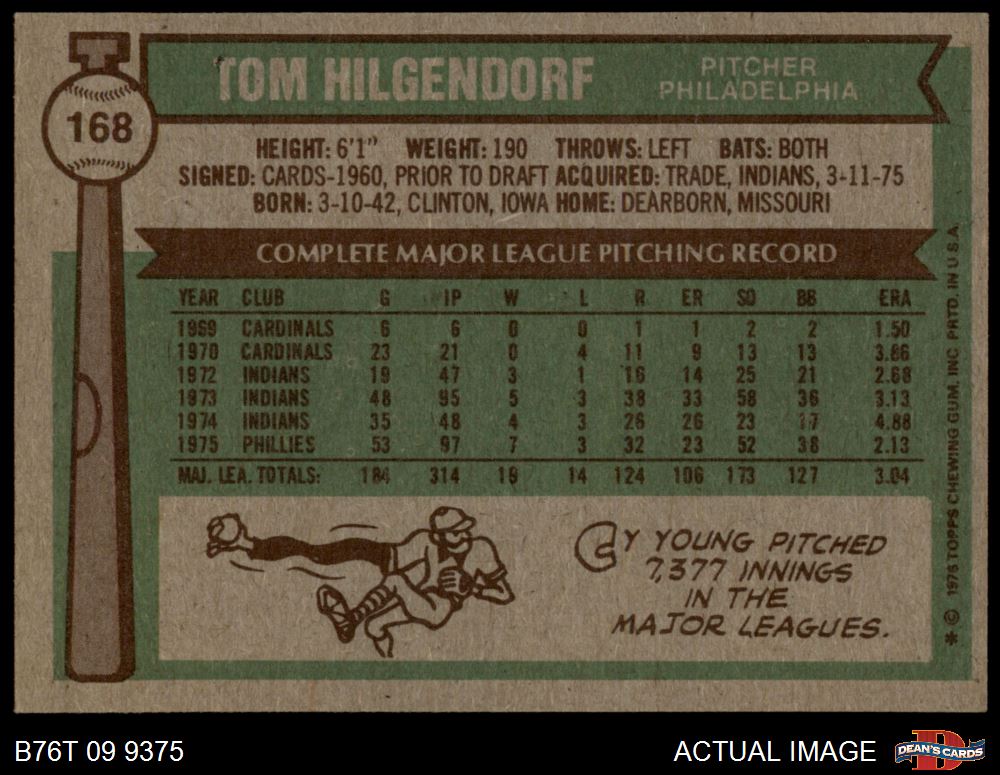 TOM HILGENDORF
PITCHER
PHILADELPHIA
168
HEIGHT: 6'1" WEIGHT: 190 THROWS: LEFT BATS: BOTH
SIGNED: CARDS-1960, PRIOR TO DRAFT ACQUIRED: TRADE, INDIANS, 3-11-75
BORN: 3-10-42, CLINTON, IOWA HOME: DEARBORN, MISSOURI
COMPLETE MAJOR LEAGUE PITCHING RECORD
YEAR CLUB G IP W L R ER SO BB ERA
1969 CARDINALS 6 6 0 0 1 1 2 2 1.50
1970 CARDINALS 23 21 0 4 11 9 13 13 3.86
1972 INDIANS 19 47 3 1 16 14 25 21 2.68
1973 INDIANS 48 95 5 3 38 33 58 36 3.13
1974 INDIANS 35 48 4 3 26 26 23 17 4.88
1975 PHILLIES 53 97 7 3 32 23 52 38 2.13
MAJ. LEA. TOTALS: 184 314 19 14 124 106 173 127 3.04
CY YOUNG PITCHED
7,377 INNINGS
IN THE
MAJOR LEAGUES.
* © 1976 TOPPS CHEWING GUM, INC. PRTD. IN U.S.A.
B76T 09 9375
ACTUAL IMAGE
D
DEAN'S CARDS